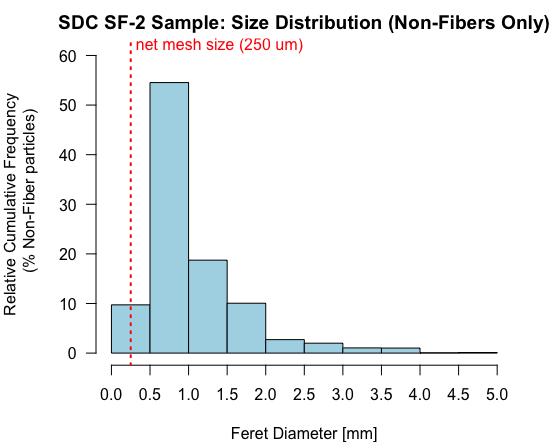 SDC SF-2 Sample: Size Distribution (Non-Fibers Only)
net mesh size (250 um)
Relative Cumulative Frequency
(% Non-Fiber particles)
60
50
40
30
20
10
0
0.0 0.5 1.0 1.5 2.0 2.5 3.0 3.5 4.0 4.5 5.0
Feret Diameter [mm]